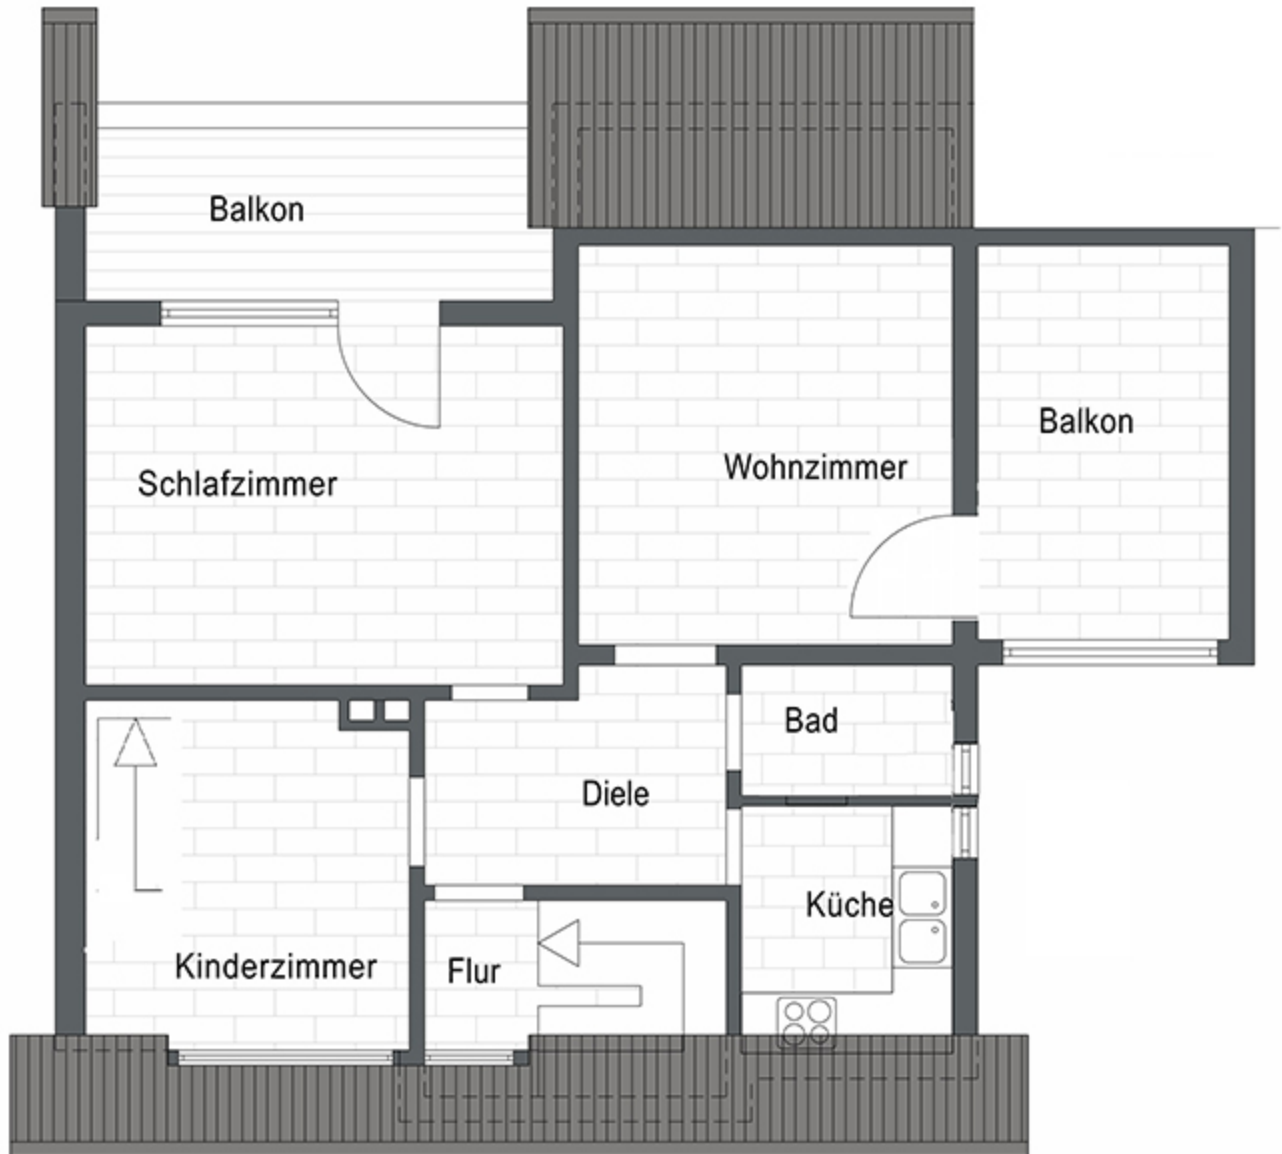 Balkon
Balkon
Wohnzimmer
Schlafzimmer
Bad
Diele
Küche
Kinderzimmer
Flur